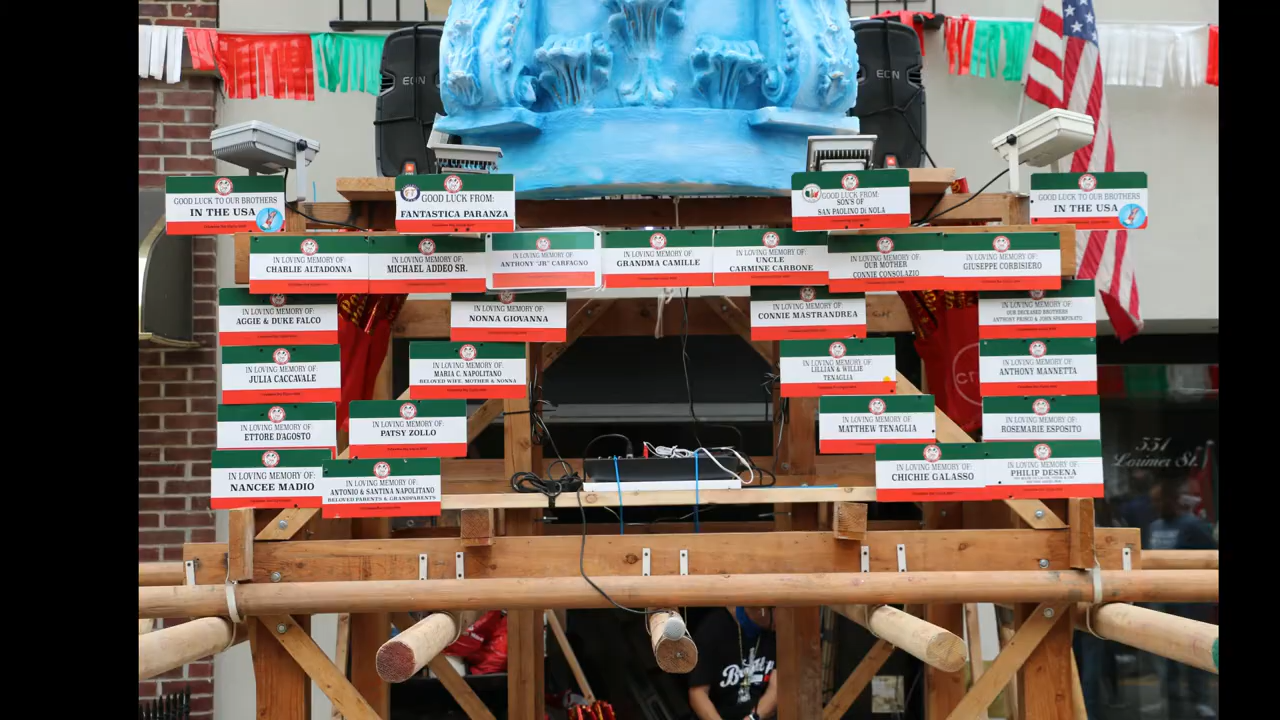 EON
EON
GOOD LUCK TO OUR BROTHERS
IN THE USA
GOOD LUCK FROM:
FANTASTICA PARANZA
GOOD LUCK FROM:
SON'S OF
SAN PAOLINO DI NOLA
GOOD LUCK TO OUR BROTHERS
IN THE USA
IN LOVING MEMORY OF:
CHARLIE ALTADONNA
IN LOVING MEMORY OF:
MICHAEL ADDEO SR.
IN LOVING MEMORY OF:
ANTHONY "JR" CARFAGNO
IN LOVING MEMORY OF:
GRANDMA CAMILLE
IN LOVING MEMORY OF:
UNCLE
CARMINE CARBONE
IN LOVING MEMORY OF:
OUR MOTHER
CONNIE CONSOLAZIO
IN LOVING MEMORY OF:
GIUSEPPE CORBISIERO
IN LOVING MEMORY OF:
AGGIE & DUKE FALCO
IN LOVING MEMORY OF:
NONNA GIOVANNA
IN LOVING MEMORY OF:
CONNIE MASTRANDREA
IN LOVING MEMORY OF:
OUR DECEASED BROTHERS
ANTHONY PRISCO & JOHN SPAMPINATO
IN LOVING MEMORY OF:
JULIA CACCAVALE
IN LOVING MEMORY OF:
MARIA C. NAPOLITANO
BELOVED WIFE, MOTHER & NONNA
IN LOVING MEMORY OF:
LILLIAN & WILLIE
TENAGLIA
IN LOVING MEMORY OF:
ANTHONY MANNETTA
IN LOVING MEMORY OF:
ETTORE D'AGOSTO
IN LOVING MEMORY OF:
PATSY ZOLLO
IN LOVING MEMORY OF:
MATTHEW TENAGLIA
IN LOVING MEMORY OF:
ROSEMARIE ESPOSITO
IN LOVING MEMORY OF:
NANCEE MADIO
IN LOVING MEMORY OF:
ANTONIO & SANTINA NAPOLITANO
BELOVED PARENTS & GRANDPARENTS
IN LOVING MEMORY OF:
CHICHIE GALASSO
IN LOVING MEMORY OF:
PHILIP DESENA
331
Lorimer St.